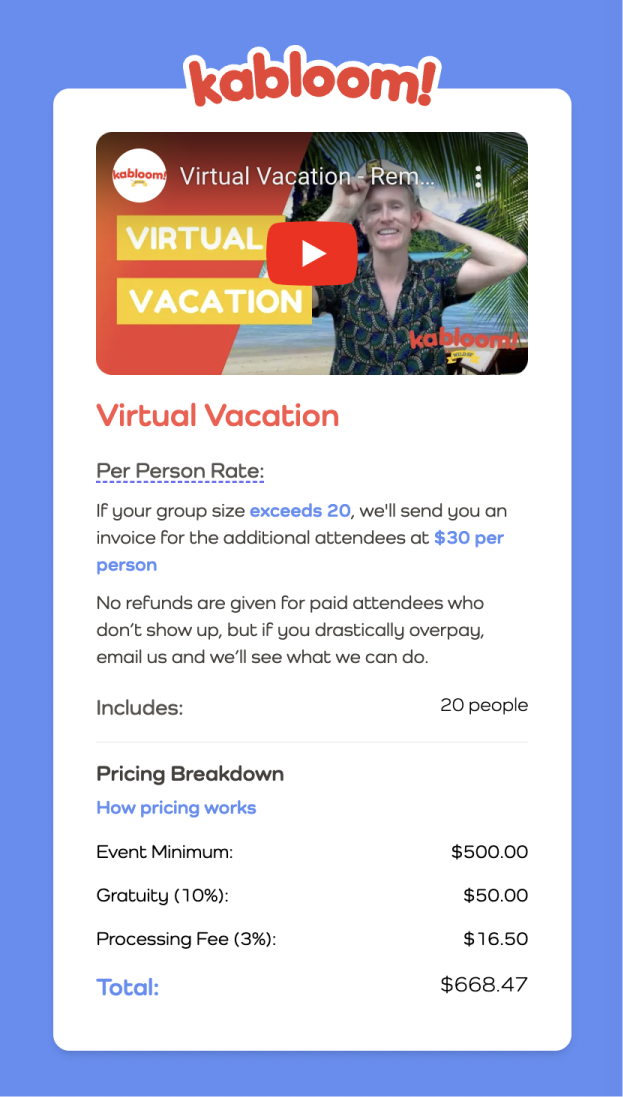 kabloom!
kabloom!
Virtual Vacation - Rem...
VIRTUAL
VACATION
kabloom!
Virtual Vacation
Per Person Rate:
If your group size exceeds 20, we'll send you an
invoice for the additional attendees at $30 per
person
No refunds are given for paid attendees who
don’t show up, but if you drastically overpay,
email us and we’ll see what we can do.
Includes:
20 people
Pricing Breakdown
How pricing works
Event Minimum:
$500.00
Gratuity (10%):
$50.00
Processing Fee (3%):
$16.50
Total:
$668.47